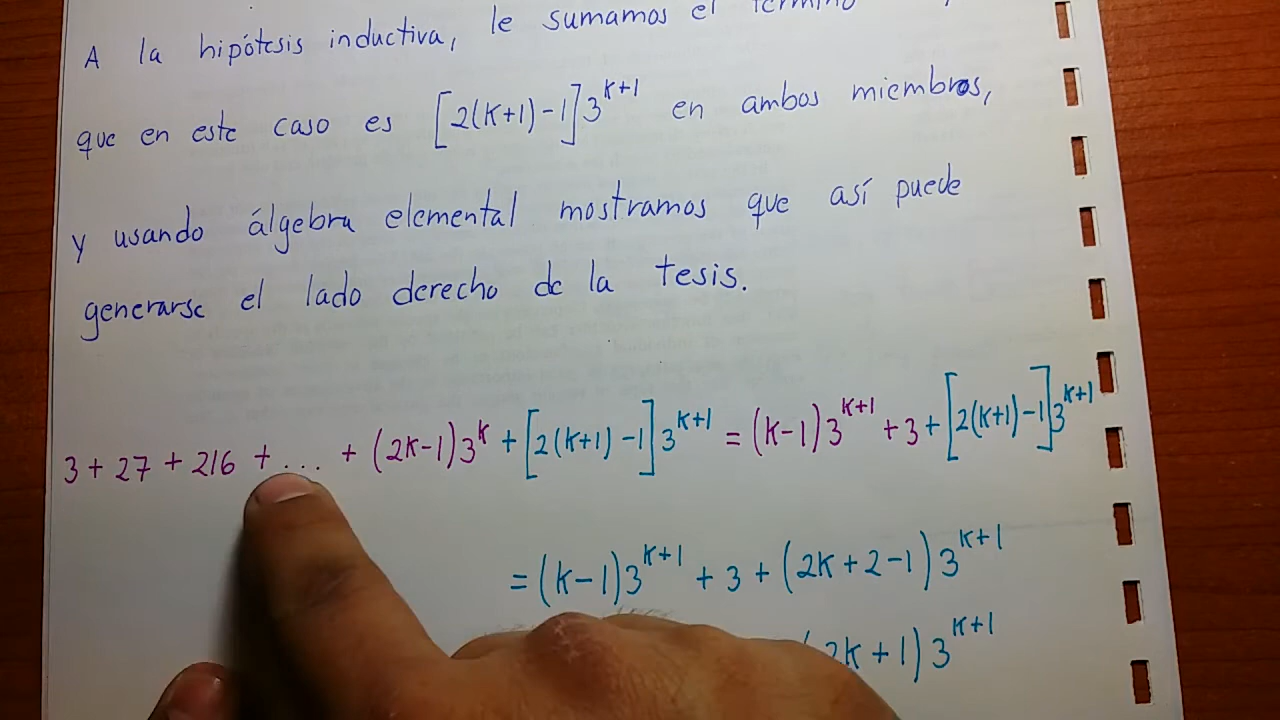 A la hipótesis inductiva, le sumamos el término
que en este caso es [2(k+1)-1]3^{k+1} en ambos miembros,
y usando álgebra elemental mostramos que así puede
generarse el lado derecho de la tesis.
3 + 27 + 216 + ... + (2k-1)3^k + [2(k+1)-1]3^{k+1} = (k-1)3^{k+1} + 3 + [2(k+1)-1]3^{k+1}
= (k-1)3^{k+1} + 3 + (2k+2-1)3^{k+1}
(2k+1)3^{k+1}